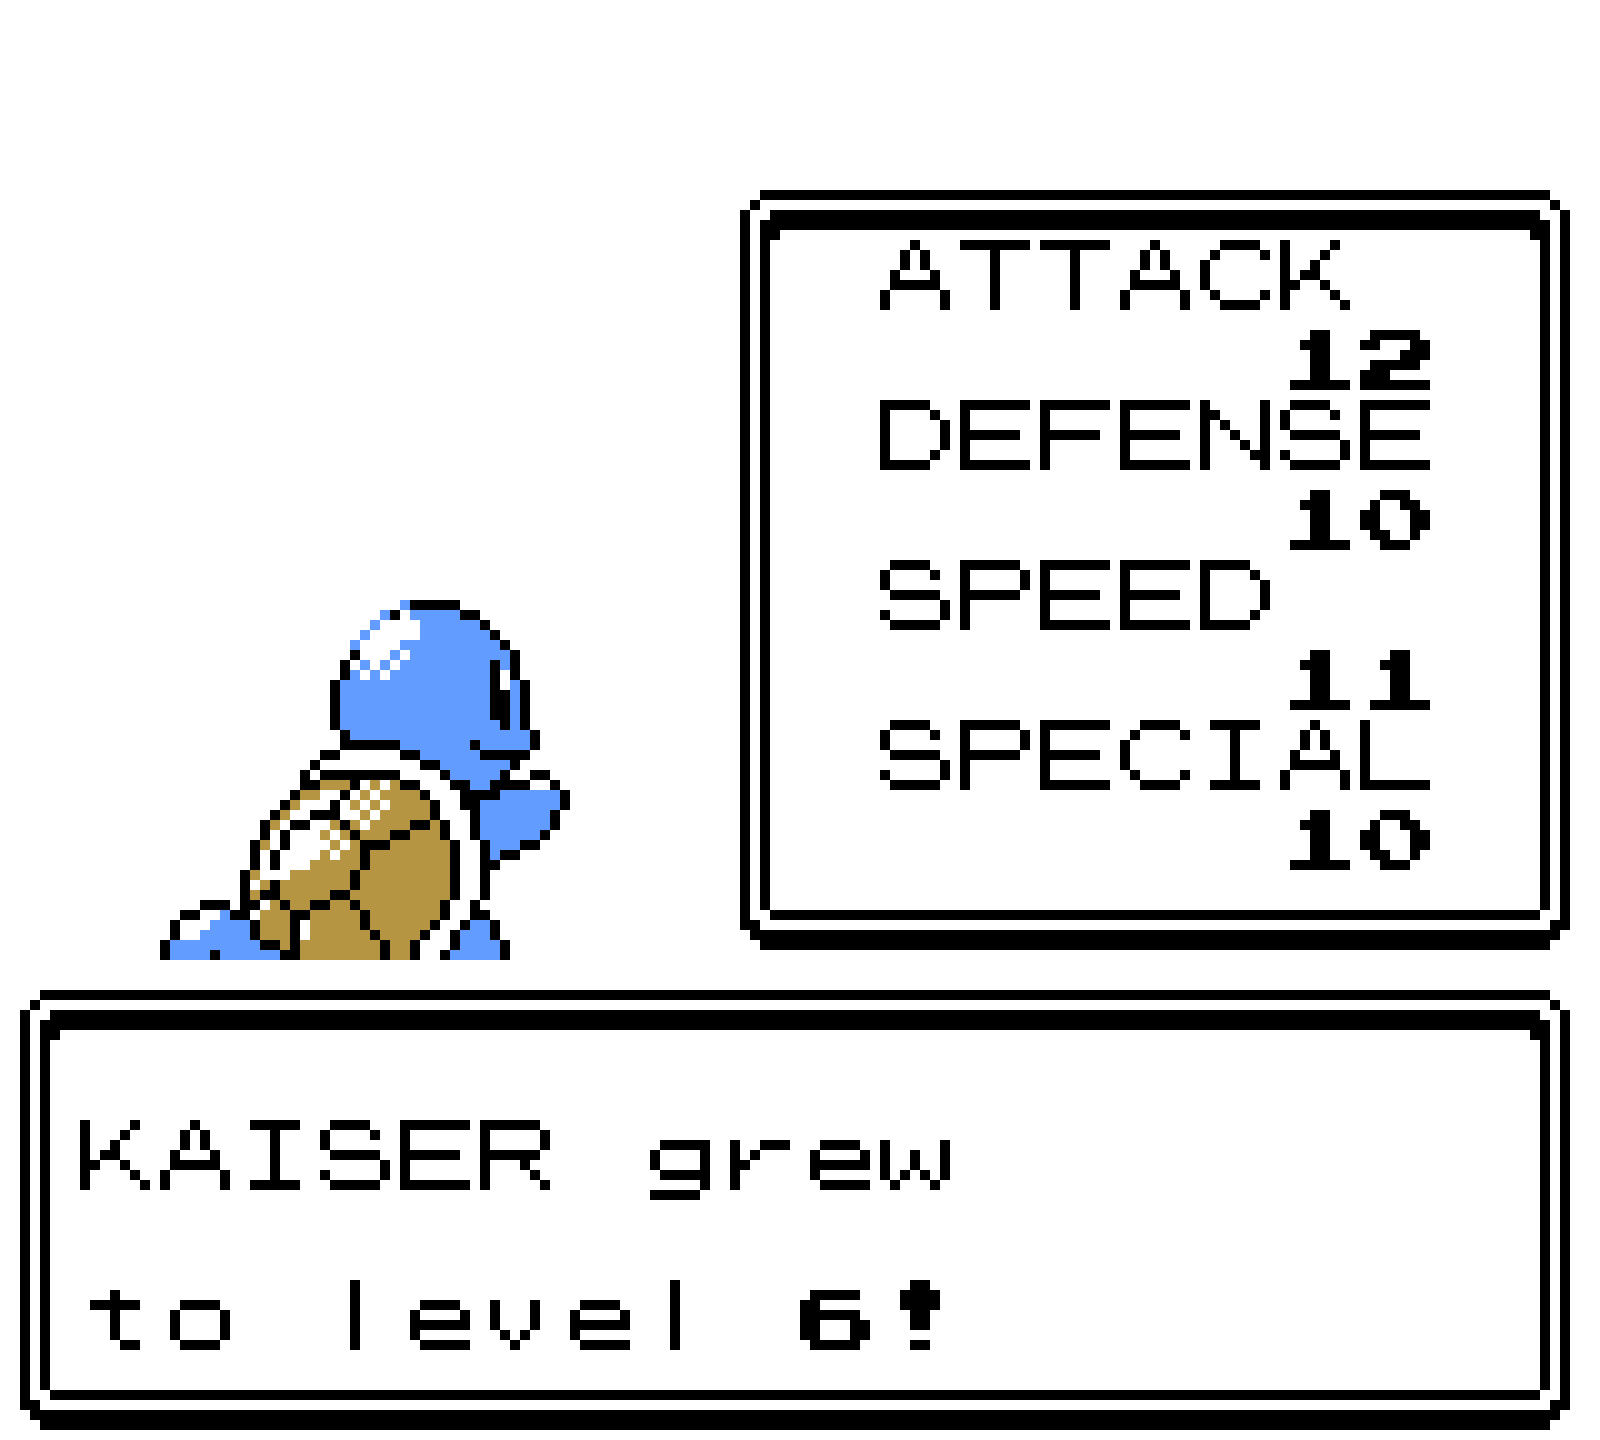 ATTACK
12
DEFENSE
10
SPEED
11
SPECIAL
10
KAISER grew
to level 6!